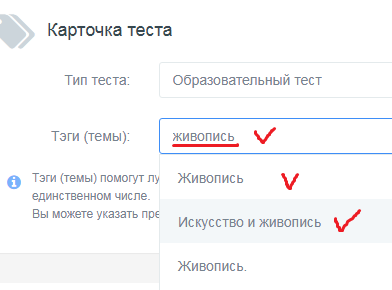 Карточка теста
Тип теста: Образовательный тест
Тэги (темы): живопись
Тэги (темы) помогут лу
единственном числе.
Вы можете указать пре
Живопись
Искусство и живопись
Живопись.